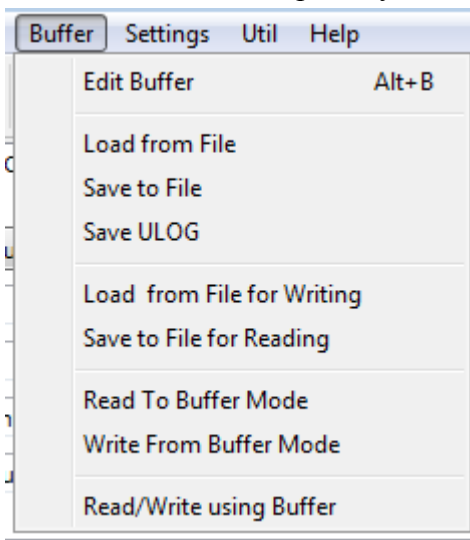 Buffer Settings Util Help
Edit Buffer Alt+B
Load from File
Save to File
Save ULOG
Load  from File for Writing
Save to File for Reading
Read To Buffer Mode
Write From Buffer Mode
Read/Write using Buffer